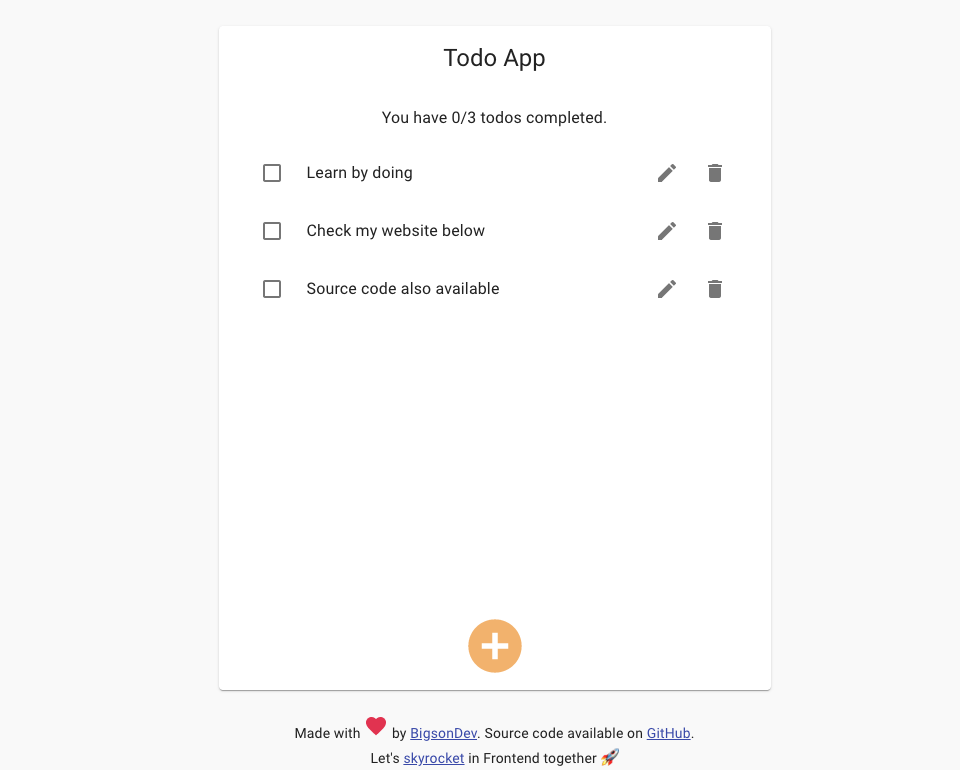 Todo App
You have 0/3 todos completed.
Learn by doing
Check my website below
Source code also available
Made with by BigsonDev. Source code available on GitHub.
Let's skyrocket in Frontend together 🚀